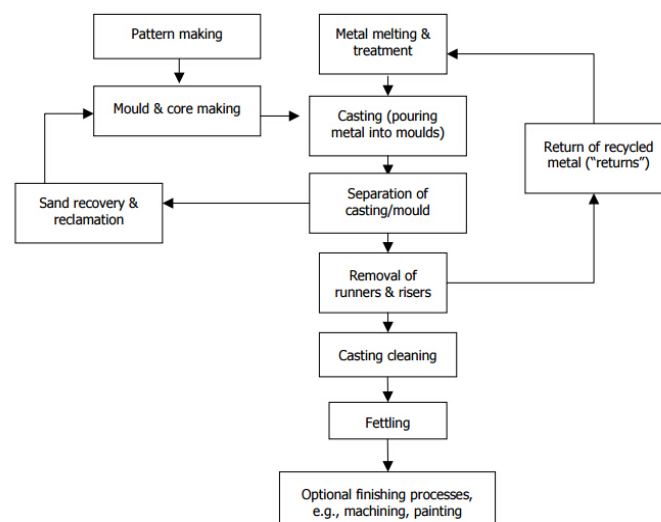 Pattern making
Metal melting &
treatment
Mould & core making
Casting (pouring
metal into moulds)
Return of recycled
metal (“returns”)
Sand recovery &
reclamation
Separation of
casting/mould
Removal of
runners & risers
Casting cleaning
Fettling
Optional finishing processes,
e.g., machining, painting